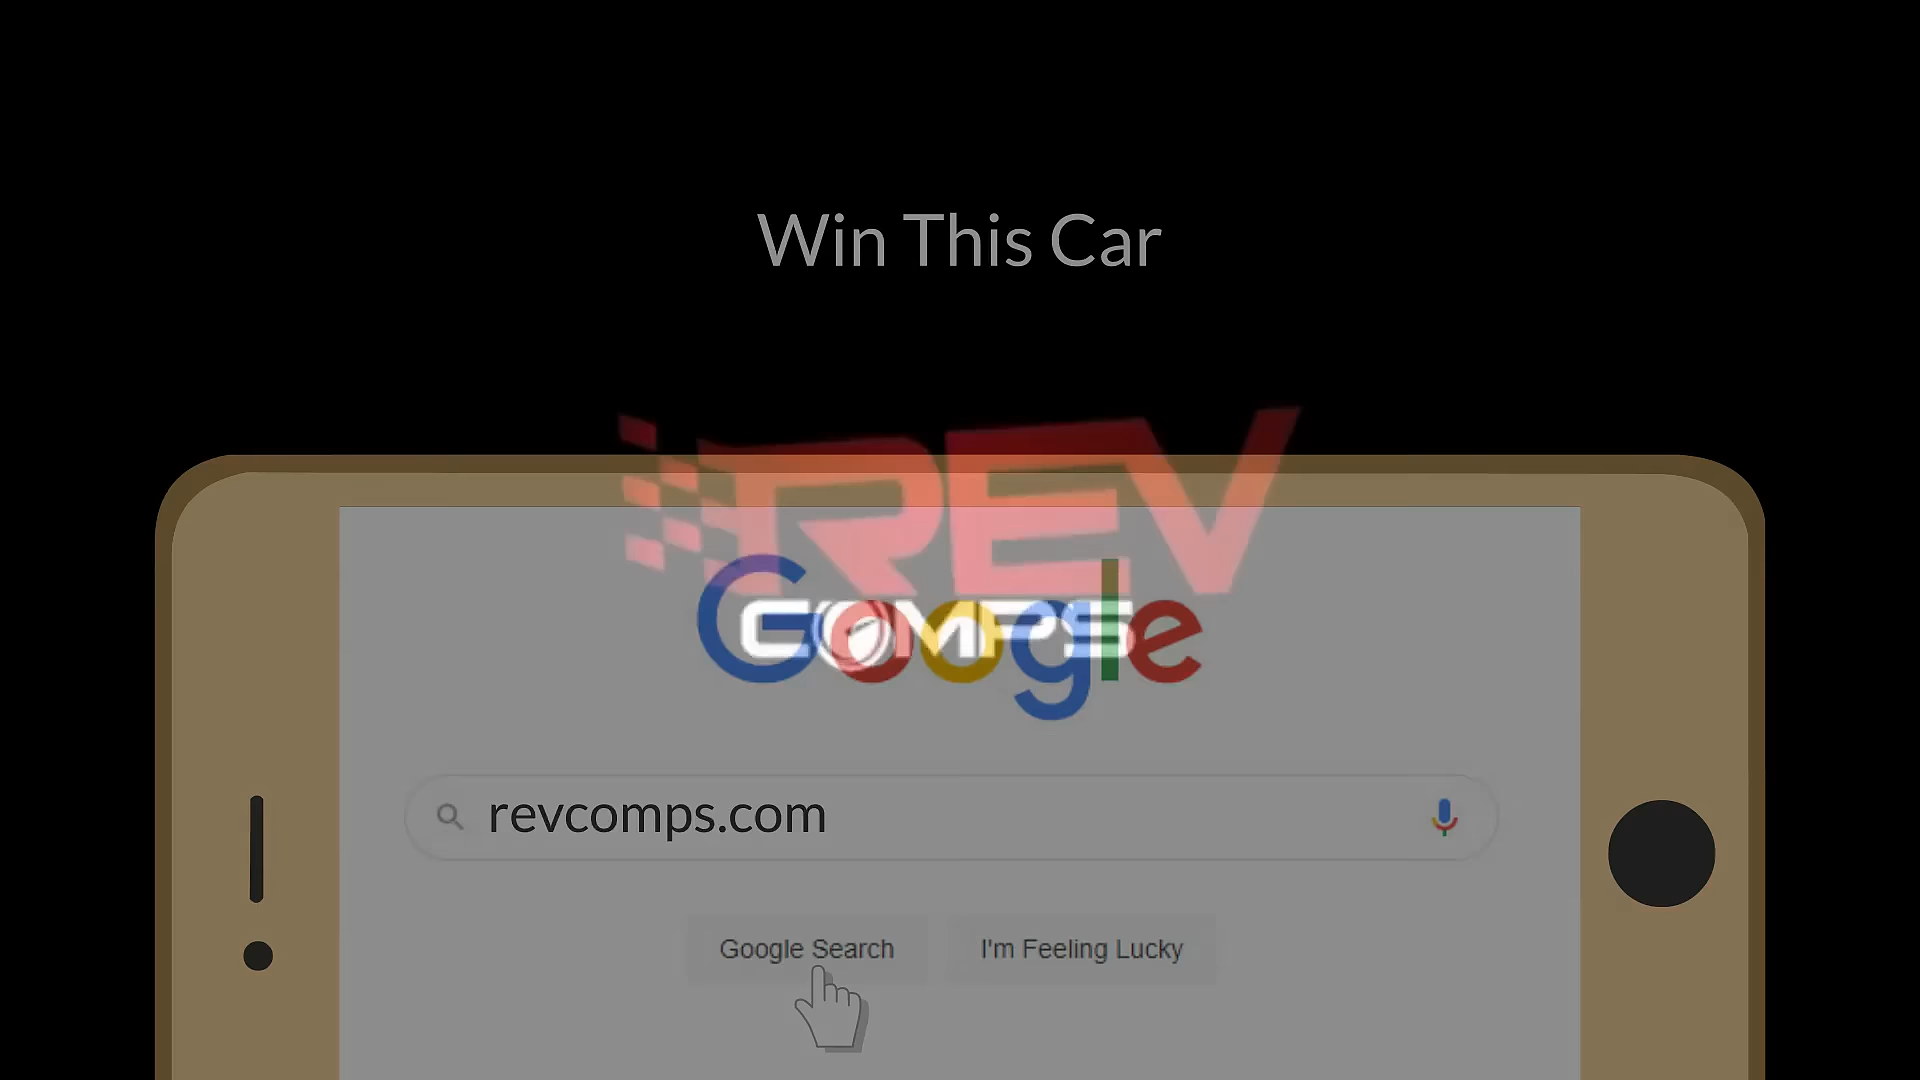 Win This Car
REV
COMPS
Google
revcomps.com
Google Search
I'm Feeling Lucky